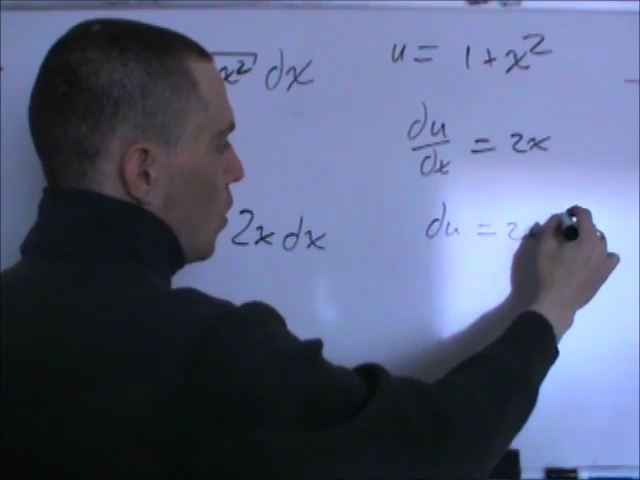 x² dx
u = 1 + x²
du/dx = 2x
2x dx
du = 2